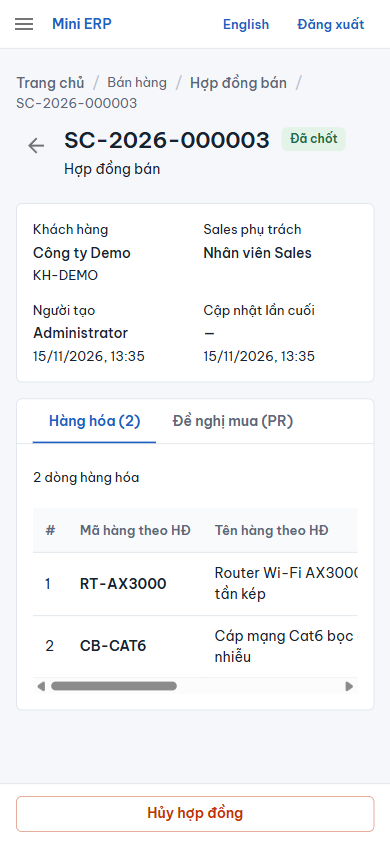 Mini ERP
English
Đăng xuất
Trang chủ / Bán hàng / Hợp đồng bán /
SC-2026-000003
SC-2026-000003
Đã chốt
Hợp đồng bán
Khách hàng
Công ty Demo
KH-DEMO
Sales phụ trách
Nhân viên Sales
Người tạo
Administrator
15/11/2026, 13:35
Cập nhật lần cuối
—
15/11/2026, 13:35
Hàng hóa (2)
Đề nghị mua (PR)
2 dòng hàng hóa
# Mã hàng theo HĐ Tên hàng theo HĐ
1 RT-AX3000 Router Wi-Fi AX3000
tần kép
2 CB-CAT6 Cáp mạng Cat6 bọc
nhiễu
Hủy hợp đồng